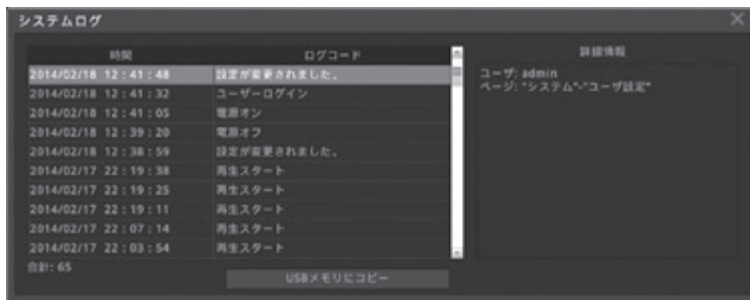 システムログ
時間 ログコード
2014/02/18 12:41:48 設定が変更されました。
2014/02/18 12:41:32 ユーザーログイン
2014/02/18 12:41:05 電源オン
2014/02/18 12:39:20 電源オフ
2014/02/18 12:38:59 設定が変更されました。
2014/02/17 22:19:38 再生スタート
2014/02/17 22:19:25 再生スタート
2014/02/17 22:19:11 再生スタート
2014/02/17 22:07:14 再生スタート
2014/02/17 22:03:54 再生スタート
合計: 65
USBメモリにコピー
詳細情報
ユーザ: admin
ページ: "システム"-"ユーザ設定"